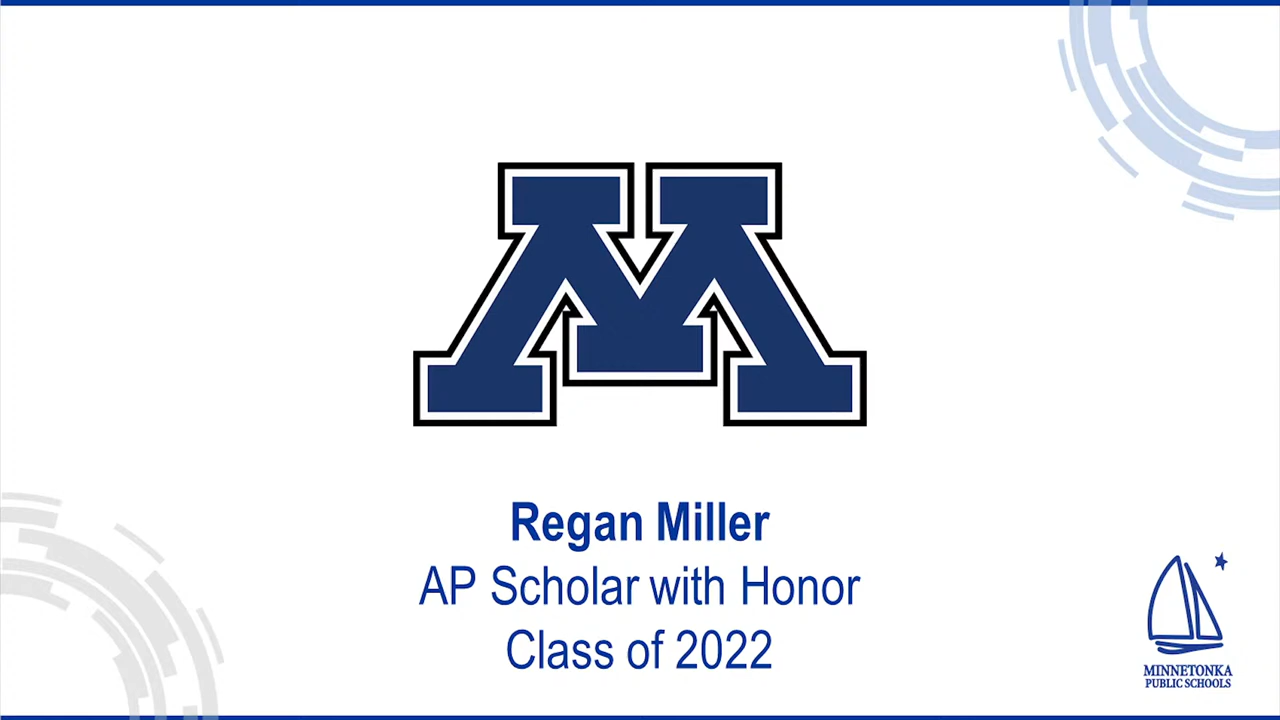 M
Regan Miller
AP Scholar with Honor
Class of 2022
MINNETONKA
PUBLIC SCHOOLS